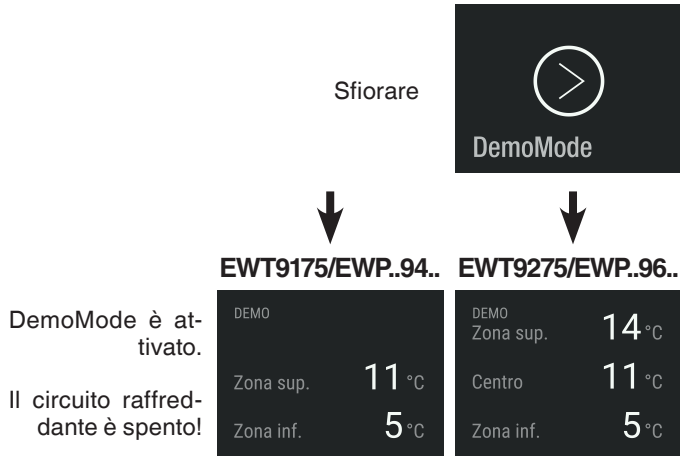 Sfiorare
DemoMode
EWT9175/EWP..94.. EWT9275/EWP..96..
DemoMode è at-
tivato.
Il circuito raffred-
dante è spento!
DEMO
Zona sup. 11 °C
Zona inf. 5 °C
DEMO
Zona sup. 14 °C
Centro 11 °C
Zona inf. 5 °C